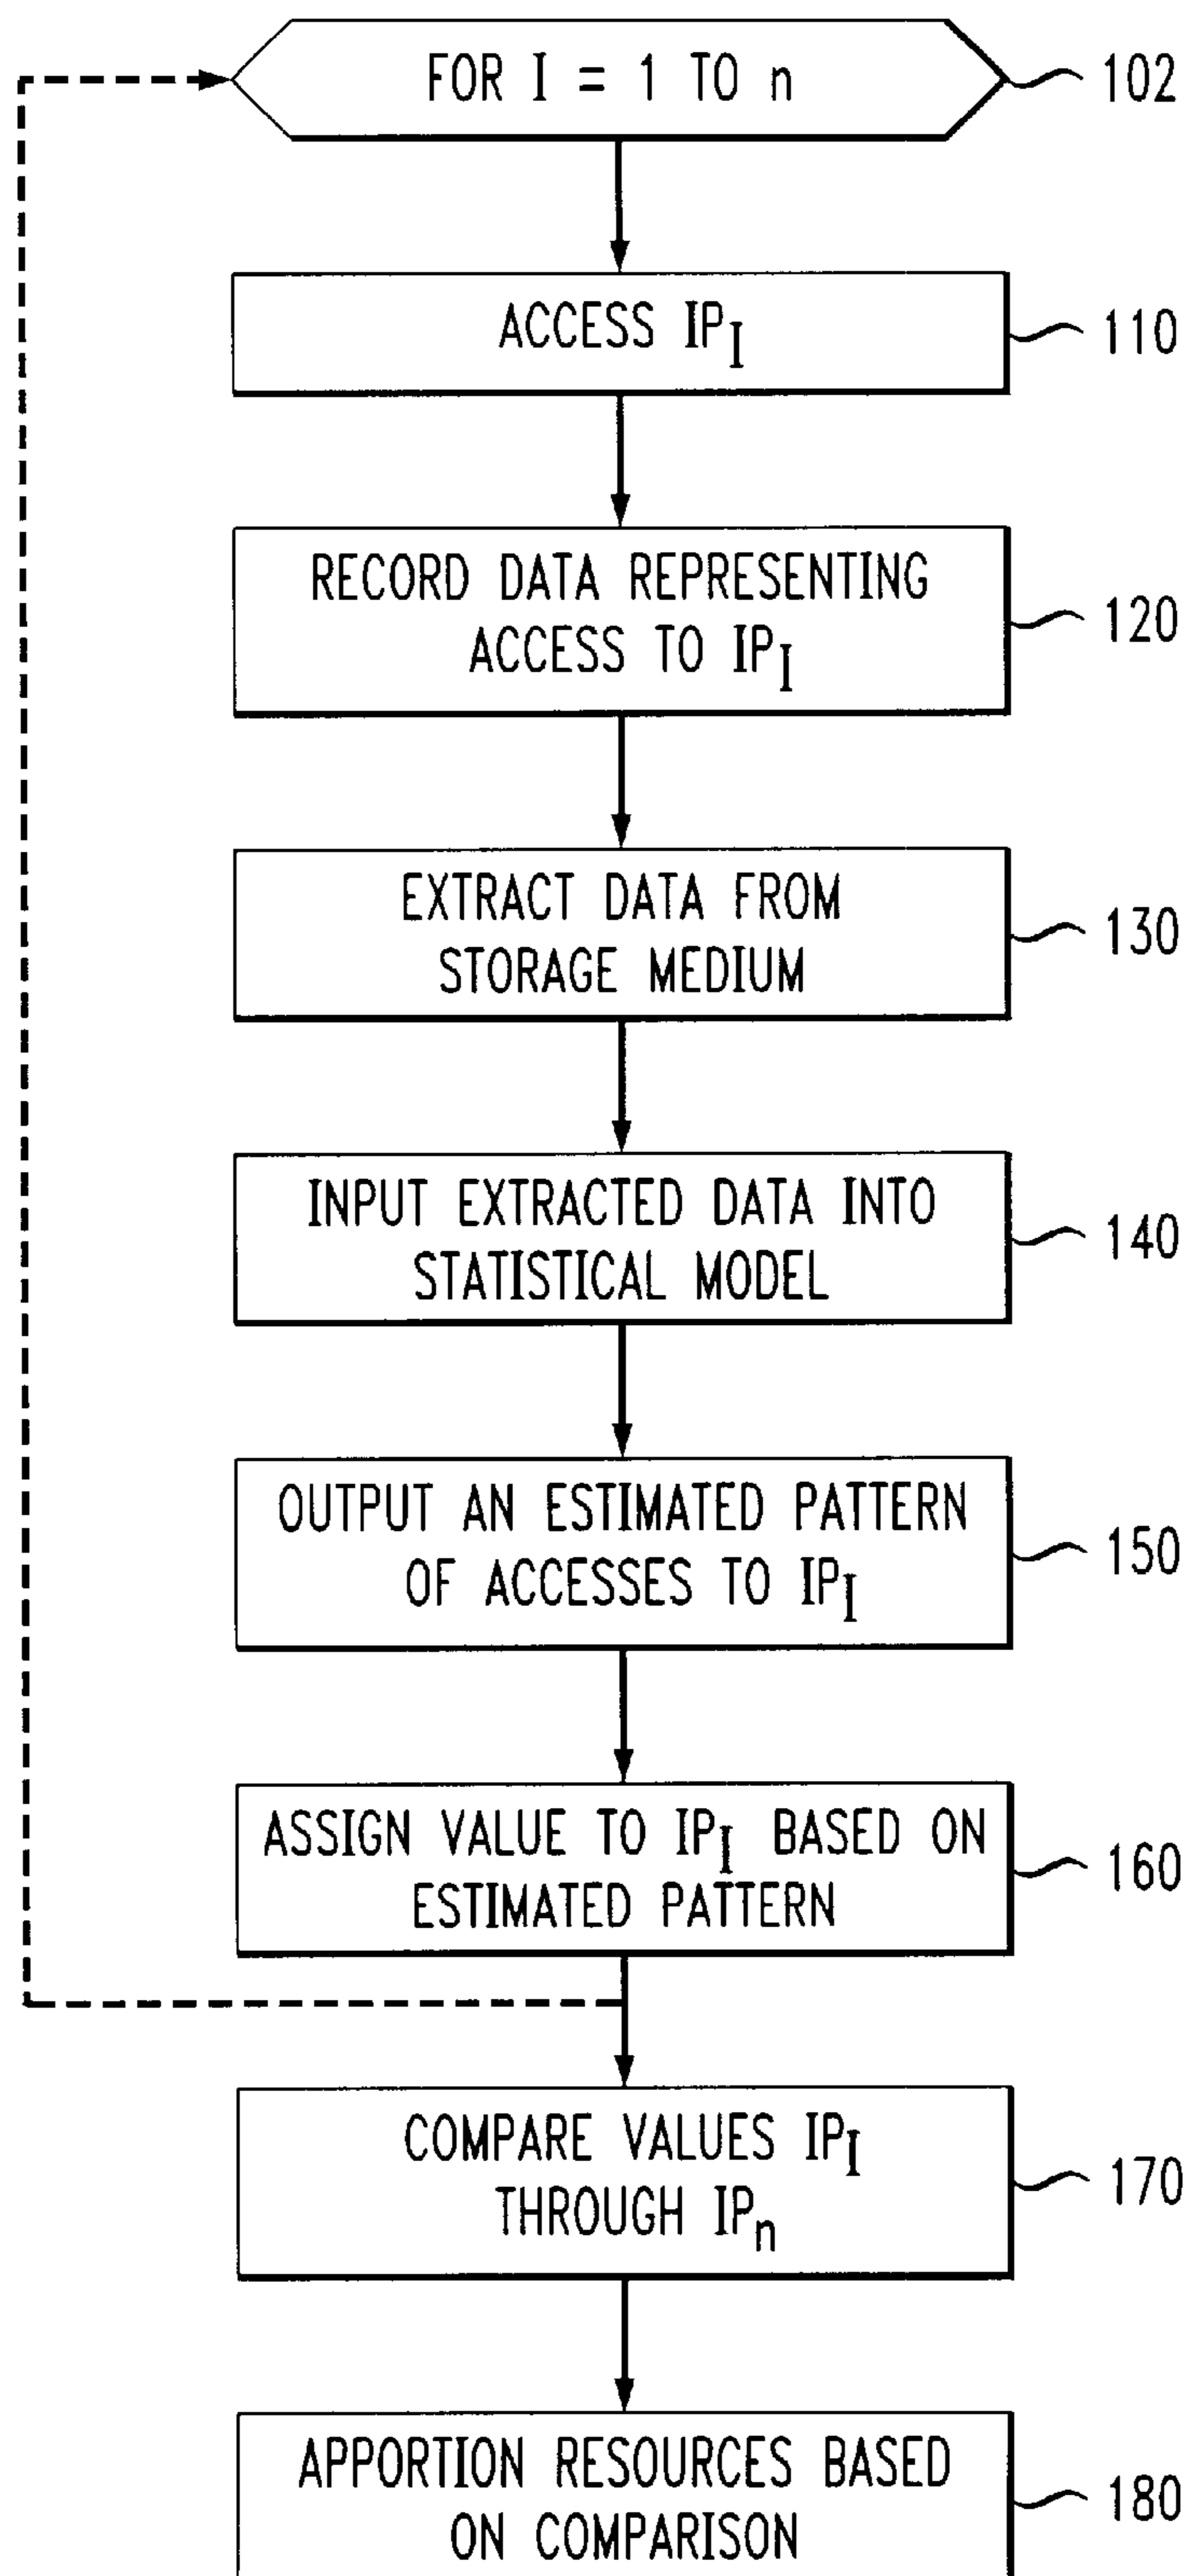 FOR I = 1 TO n
102
ACCESS IP_I
110
RECORD DATA REPRESENTING
ACCESS TO IP_I
120
EXTRACT DATA FROM
STORAGE MEDIUM
130
INPUT EXTRACTED DATA INTO
STATISTICAL MODEL
140
OUTPUT AN ESTIMATED PATTERN
OF ACCESSES TO IP_I
150
ASSIGN VALUE TO IP_I BASED ON
ESTIMATED PATTERN
160
COMPARE VALUES IP_I
THROUGH IP_n
170
APPORTION RESOURCES BASED
ON COMPARISON
180